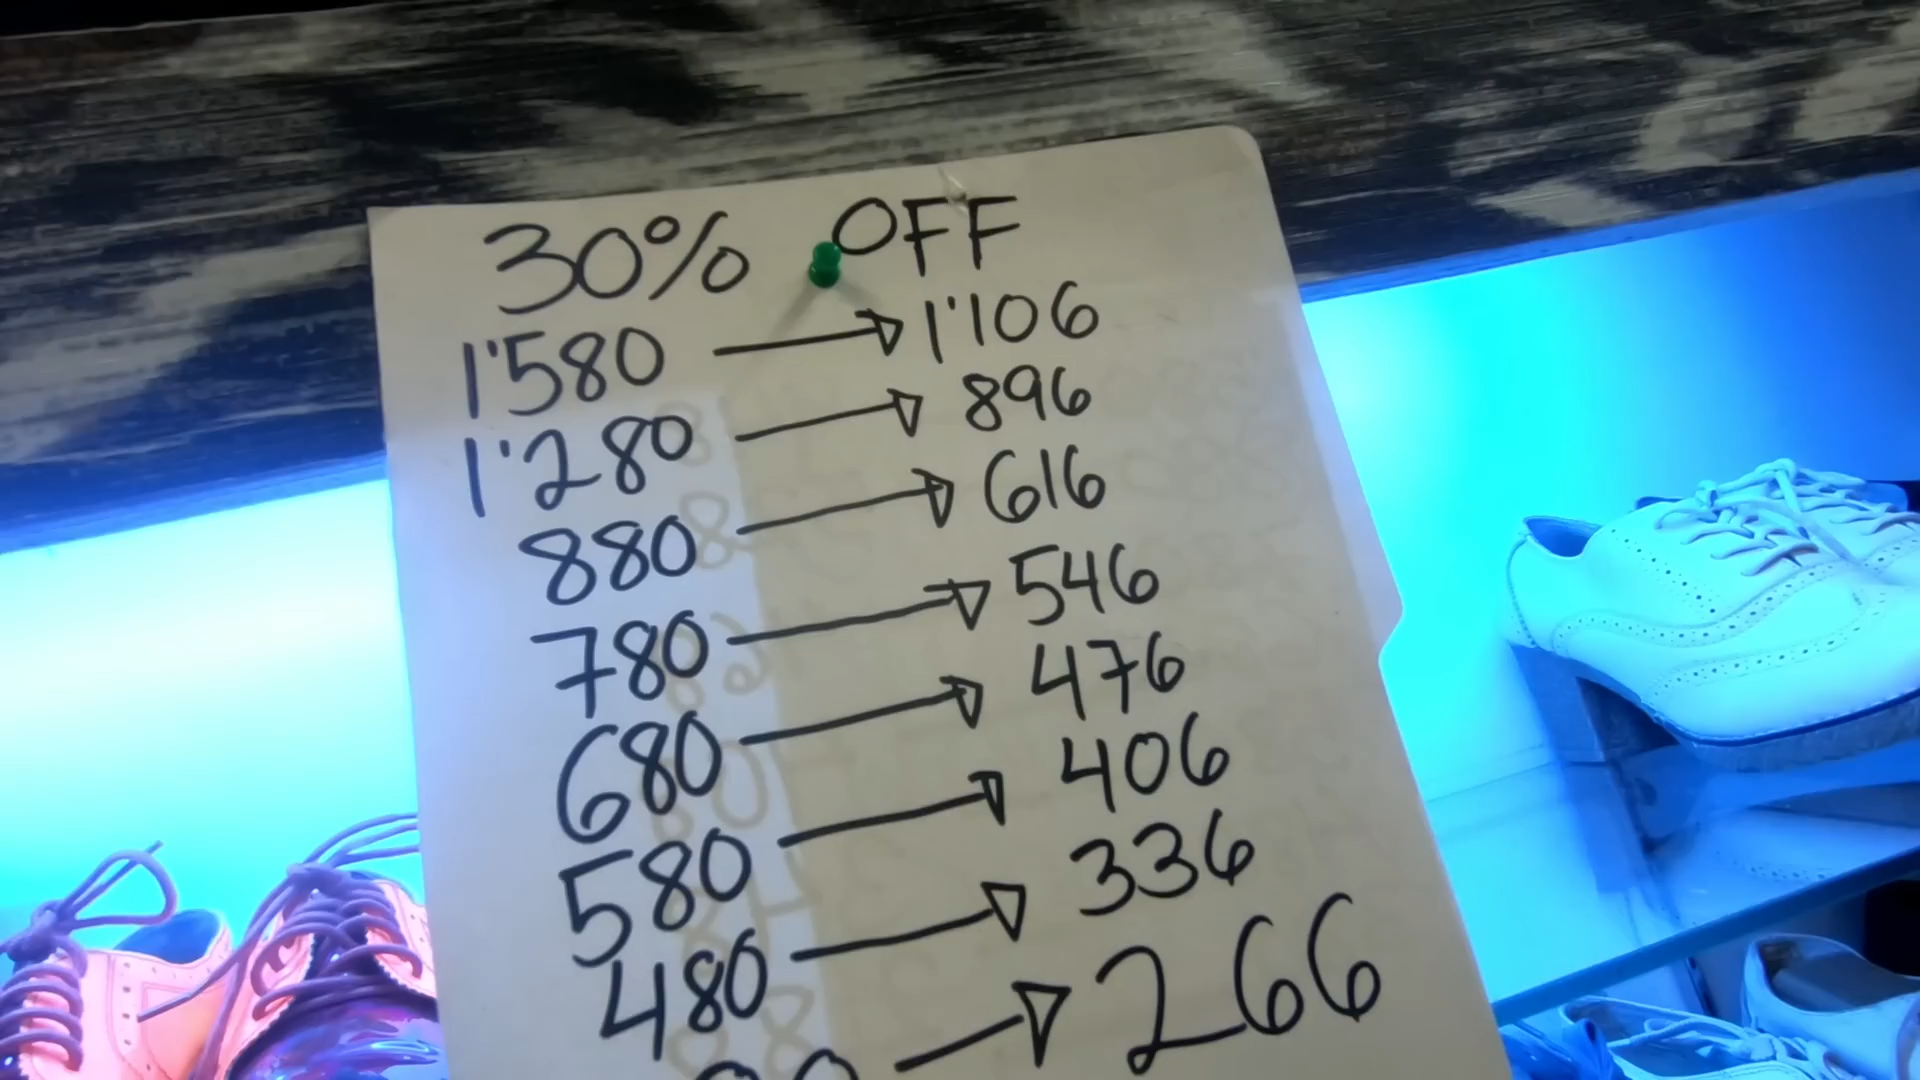 30% OFF
1'580 → 1'106
1'280 → 896
880 → 616
780 → 546
680 → 476
580 → 406
480 → 336
→ 266